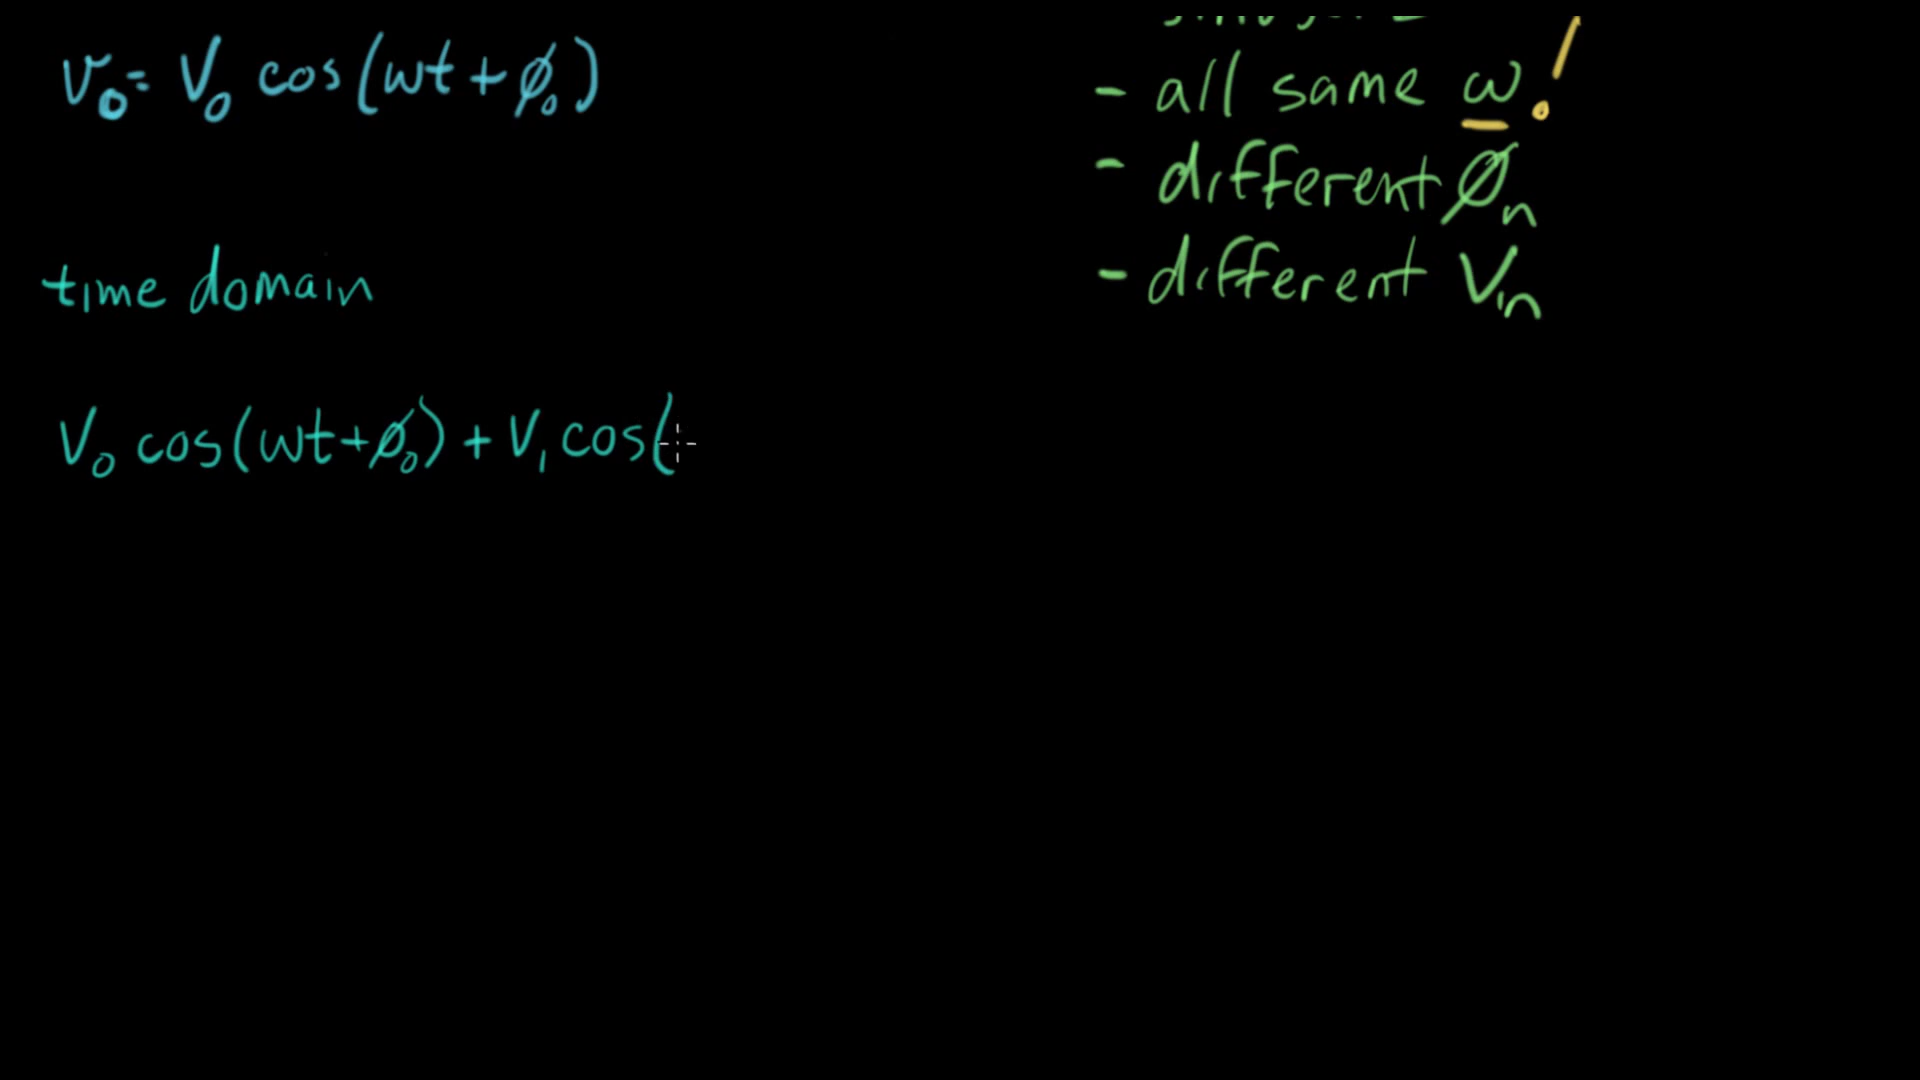 v₀ = V₀ cos(ωt + ϕ₀)
- all same ω!
- different ϕₙ
- different Vₙ
time domain
V₀ cos(ωt+ϕ₀) + V₁ cos(